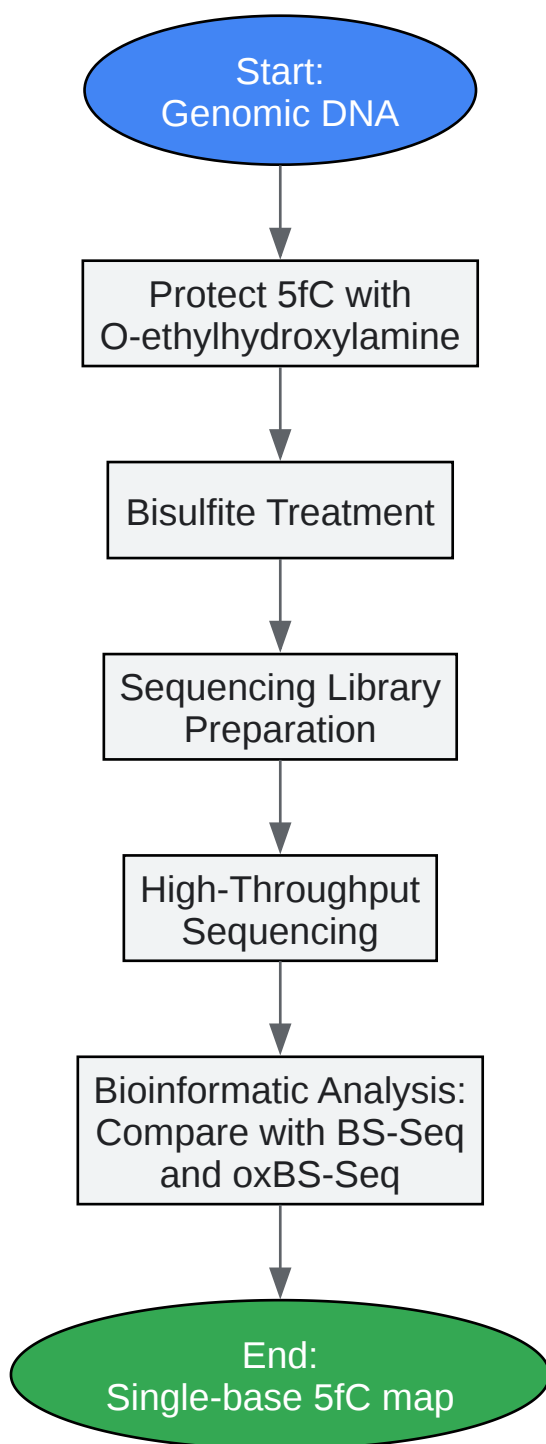 Start:
Genomic DNA
Protect 5fC with
O-ethylhydroxylamine
Bisulfite Treatment
Sequencing Library
Preparation
High-Throughput
Sequencing
Bioinformatic Analysis:
Compare with BS-Seq
and oxBS-Seq
End:
Single-base 5fC map